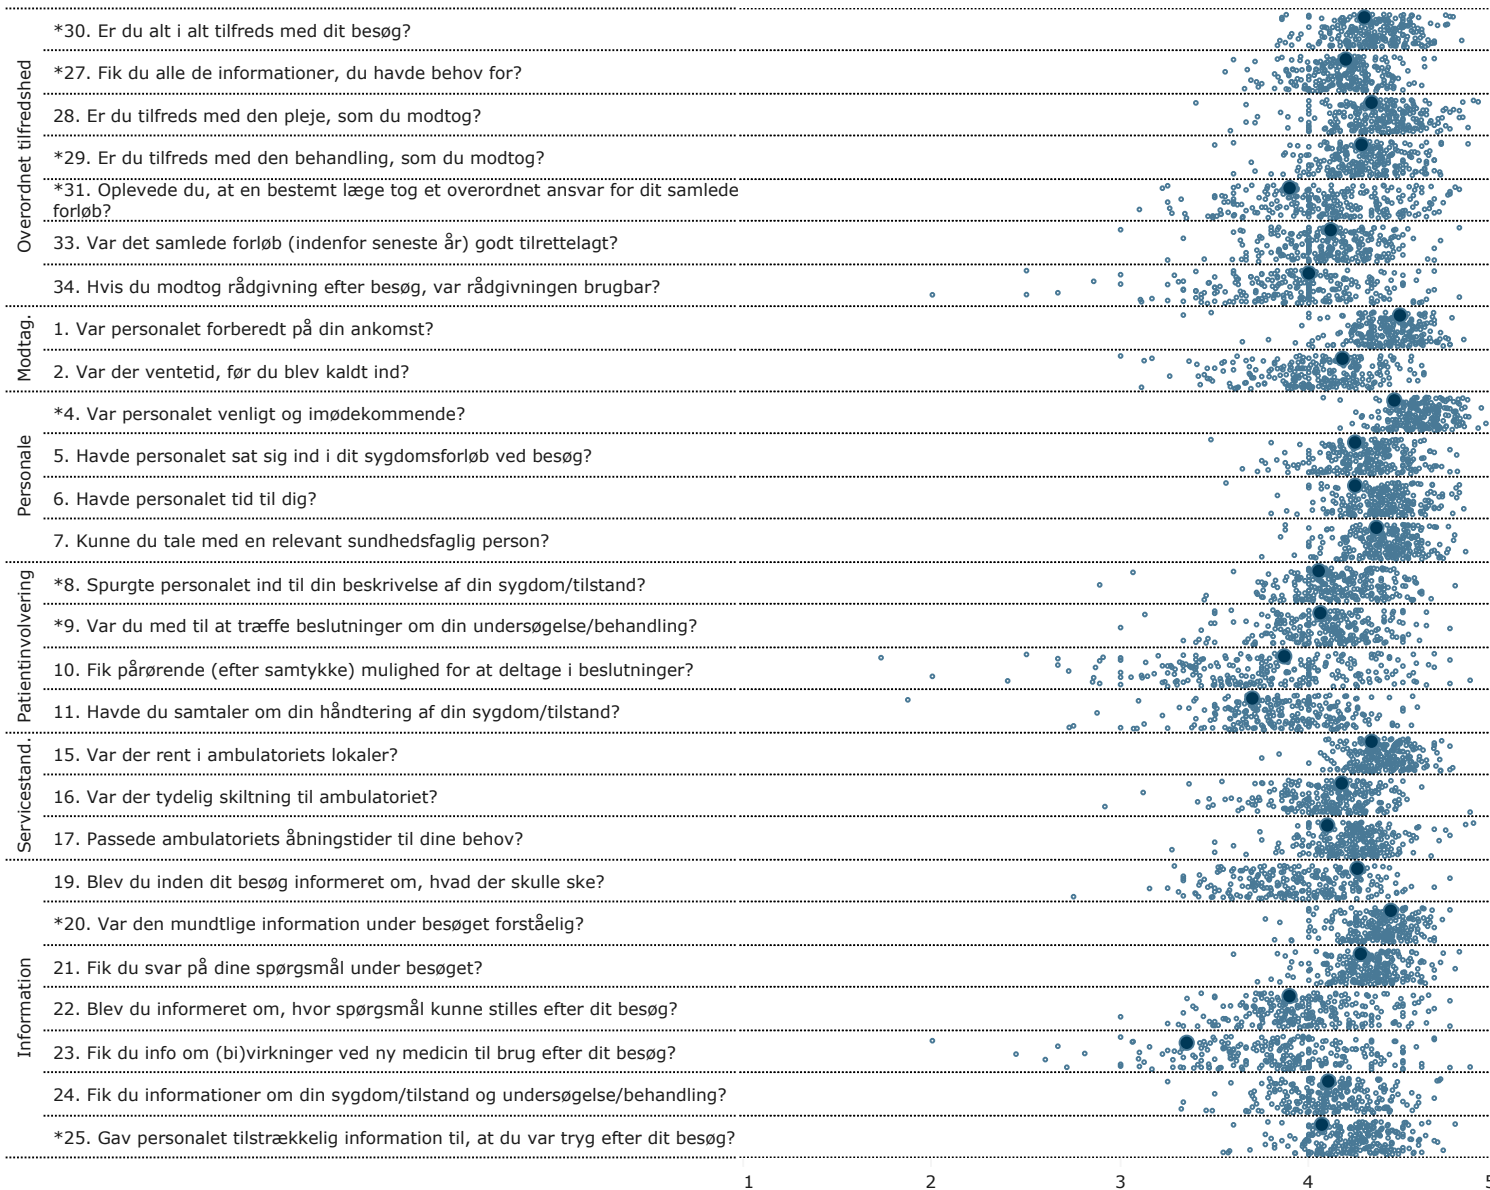 Overordnet tilfredshed
*30. Er du alt i alt tilfreds med dit besøg?
*27. Fik du alle de informationer, du havde behov for?
28. Er du tilfreds med den pleje, som du modtog?
*29. Er du tilfreds med den behandling, som du modtog?
*31. Oplevede du, at en bestemt læge tog et overordnet ansvar for dit samlede
forløb?
33. Var det samlede forløb (indenfor seneste år) godt tilrettelagt?
34. Hvis du modtog rådgivning efter besøg, var rådgivningen brugbar?
Modtag.
1. Var personalet forberedt på din ankomst?
2. Var der ventetid, før du blev kaldt ind?
Personale
*4. Var personalet venligt og imødekommende?
5. Havde personalet sat sig ind i dit sygdomsforløb ved besøg?
6. Havde personalet tid til dig?
7. Kunne du tale med en relevant sundhedsfaglig person?
Patientinvolvering
*8. Spurgte personalet ind til din beskrivelse af din sygdom/tilstand?
*9. Var du med til at træffe beslutninger om din undersøgelse/behandling?
10. Fik pårørende (efter samtykke) mulighed for at deltage i beslutninger?
11. Havde du samtaler om din håndtering af din sygdom/tilstand?
Servicestand.
15. Var der rent i ambulatoriets lokaler?
16. Var der tydelig skiltning til ambulatoriet?
17. Passede ambulatoriets åbningstider til dine behov?
Information
19. Blev du inden dit besøg informeret om, hvad der skulle ske?
*20. Var den mundtlige information under besøget forståelig?
21. Fik du svar på dine spørgsmål under besøget?
22. Blev du informeret om, hvor spørgsmål kunne stilles efter dit besøg?
23. Fik du info om (bi)virkninger ved ny medicin til brug efter dit besøg?
24. Fik du informationer om din sygdom/tilstand og undersøgelse/behandling?
*25. Gav personalet tilstrækkelig information til, at du var tryg efter dit besøg?
1 2 3 4 5